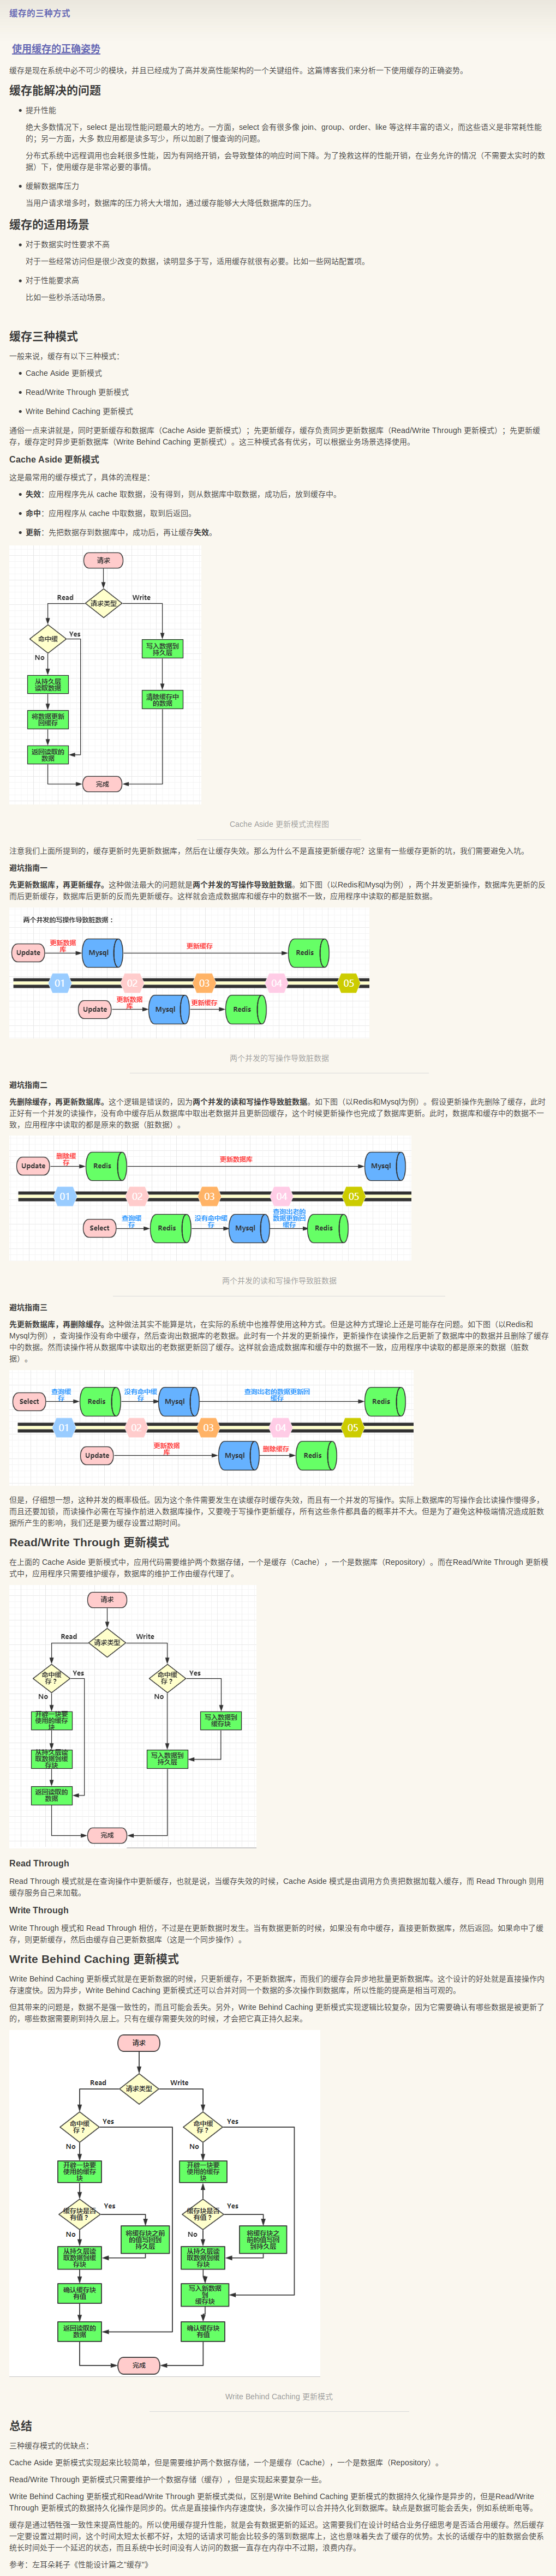 缓存的三种方式
使用缓存的正确姿势
缓存是现在系统中必不可少的模块，并且已经成为了高并发高性能架构的一个关键组件。这篇博客我们来分析一下使用缓存的正确姿势。
缓存能解决的问题
提升性能
绝大多数情况下，select 是出现性能问题最大的地方。一方面，select 会有很多像 join、group、order、like 等这样丰富的语义，而这些语义是非常耗性能
的；另一方面，大多 数应用都是读多写少，所以加剧了慢查询的问题。
分布式系统中远程调用也会耗很多性能，因为有网络开销，会导致整体的响应时间下降。为了挽救这样的性能开销，在业务允许的情况（不需要太实时的数
据）下，使用缓存是非常必要的事情。
缓解数据库压力
当用户请求增多时，数据库的压力将大大增加，通过缓存能够大大降低数据库的压力。
缓存的适用场景
对于数据实时性要求不高
对于一些经常访问但是很少改变的数据，读明显多于写，适用缓存就很有必要。比如一些网站配置项。
对于性能要求高
比如一些秒杀活动场景。
缓存三种模式
一般来说，缓存有以下三种模式：
Cache Aside 更新模式
Read/Write Through 更新模式
Write Behind Caching 更新模式
通俗一点来讲就是，同时更新缓存和数据库（Cache Aside 更新模式）；先更新缓存，缓存负责同步更新数据库（Read/Write Through 更新模式）；先更新缓
存，缓存定时异步更新数据库（Write Behind Caching 更新模式）。这三种模式各有优劣，可以根据业务场景选择使用。
Cache Aside 更新模式
这是最常用的缓存模式了，具体的流程是：
失效：应用程序先从 cache 取数据，没有得到，则从数据库中取数据，成功后，放到缓存中。
命中：应用程序从 cache 中取数据，取到后返回。
更新：先把数据存到数据库中，成功后，再让缓存失效。
请求
Read
请求类型
Write
命中缓
Yes
No
写入数据到
持久层
从持久层
读取数据
清除缓存中
的数据
将数据更新
回缓存
返回读取的
数据
完成
Cache Aside 更新模式流程图
注意我们上面所提到的，缓存更新时先更新数据库，然后在让缓存失效。那么为什么不是直接更新缓存呢？这里有一些缓存更新的坑，我们需要避免入坑。
避坑指南一
先更新数据库，再更新缓存。这种做法最大的问题就是两个并发的写操作导致脏数据。如下图（以Redis和Mysql为例），两个并发更新操作，数据库先更新的反
而后更新缓存，数据库后更新的反而先更新缓存。这样就会造成数据库和缓存中的数据不一致，应用程序中读取的都是脏数据。
两个并发的写操作导致脏数据：
Update
更新数据
库
Mysql
更新缓存
Redis
01
02
03
04
05
Update
更新数据
库
Mysql
更新缓存
Redis
两个并发的写操作导致脏数据
避坑指南二
先删除缓存，再更新数据库。这个逻辑是错误的，因为两个并发的读和写操作导致脏数据。如下图（以Redis和Mysql为例）。假设更新操作先删除了缓存，此时
正好有一个并发的读操作，没有命中缓存后从数据库中取出老数据并且更新回缓存，这个时候更新操作也完成了数据库更新。此时，数据库和缓存中的数据不一
致，应用程序中读取的都是原来的数据（脏数据）。
Update
删除缓
存
Redis
更新数据库
Mysql
01
02
03
04
05
Select
查询缓
存
Redis
没有命中缓
存
Mysql
查询出老的
数据更新回
缓存
Redis
两个并发的读和写操作导致脏数据
避坑指南三
先更新数据库，再删除缓存。这种做法其实不能算是坑，在实际的系统中也推荐使用这种方式。但是这种方式理论上还是可能存在问题。如下图（以Redis和
Mysql为例），查询操作没有命中缓存，然后查询出数据库的老数据。此时有一个并发的更新操作，更新操作在读操作之后更新了数据库中的数据并且删除了缓存
中的数据。然而读操作将从数据库中读取出的老数据更新回了缓存。这样就会造成数据库和缓存中的数据不一致，应用程序中读取的都是原来的数据（脏数
据）。
Select
查询缓
存
Redis
没有命中缓
存
Mysql
查询出老的数据更新回
缓存
Redis
01
02
03
04
05
Update
更新数据
库
Mysql
删除缓存
Redis
但是，仔细想一想，这种并发的概率极低。因为这个条件需要发生在读缓存时缓存失效，而且有一个并发的写操作。实际上数据库的写操作会比读操作慢得多，
而且还要加锁，而读操作必需在写操作前进入数据库操作，又要晚于写操作更新缓存，所有这些条件都具备的概率并不大。但是为了避免这种极端情况造成脏数
据所产生的影响，我们还是要为缓存设置过期时间。
Read/Write Through 更新模式
在上面的 Cache Aside 更新模式中，应用代码需要维护两个数据存储，一个是缓存（Cache），一个是数据库（Repository）。而在Read/Write Through 更新模
式中，应用程序只需要维护缓存，数据库的维护工作由缓存代理了。
请求
Read
请求类型
Write
命中缓
存？
Yes
No
命中缓
存？
Yes
No
开辟一块要
使用的缓存
块
写入数据到
缓存块
从持久层读
取数据到缓
存块
写入数据到
持久层
返回读取的
数据
完成
Read Through
Read Through 模式就是在查询操作中更新缓存，也就是说，当缓存失效的时候，Cache Aside 模式是由调用方负责把数据加载入缓存，而 Read Through 则用
缓存服务自己来加载。
Write Through
Write Through 模式和 Read Through 相仿，不过是在更新数据时发生。当有数据更新的时候，如果没有命中缓存，直接更新数据库，然后返回。如果命中了缓
存，则更新缓存，然后由缓存自己更新数据库（这是一个同步操作）。
Write Behind Caching 更新模式
Write Behind Caching 更新模式就是在更新数据的时候，只更新缓存，不更新数据库，而我们的缓存会异步地批量更新数据库。这个设计的好处就是直接操作内
存速度快。因为异步，Write Behind Caching 更新模式还可以合并对同一个数据的多次操作到数据库，所以性能的提高是相当可观的。
但其带来的问题是，数据不是强一致性的，而且可能会丢失。另外，Write Behind Caching 更新模式实现逻辑比较复杂，因为它需要确认有哪些数据是被更新了
的，哪些数据需要刷到持久层上。只有在缓存需要失效的时候，才会把它真正持久起来。
请求
Read
请求类型
Write
命中缓
存？
Yes
No
命中缓
存？
Yes
No
开辟一块要
使用的缓存
块
开辟一块要
使用的缓存
块
缓存块是否
有值？
Yes
No
缓存块是否
有值？
Yes
No
将缓存块之前
的值写回到
持久层
将缓存块之
前的值写回
到持久层
从持久层读
取数据到缓
存块
从持久层读
取数据到缓
存块
确认缓存块
有值
写入新数据
到
缓存块
返回读取的
数据
确认缓存块
有值
完成
Write Behind Caching 更新模式
总结
三种缓存模式的优缺点：
Cache Aside 更新模式实现起来比较简单，但是需要维护两个数据存储，一个是缓存（Cache），一个是数据库（Repository）。
Read/Write Through 更新模式只需要维护一个数据存储（缓存），但是实现起来要复杂一些。
Write Behind Caching 更新模式和Read/Write Through 更新模式类似，区别是Write Behind Caching 更新模式的数据持久化操作是异步的，但是Read/Write
Through 更新模式的数据持久化操作是同步的。优点是直接操作内存速度快，多次操作可以合并持久化到数据库。缺点是数据可能会丢失，例如系统断电等。
缓存是通过牺牲强一致性来提高性能的。所以使用缓存提升性能，就是会有数据更新的延迟。这需要我们在设计时结合业务仔细思考是否适合用缓存。然后缓存
一定要设置过期时间，这个时间太短太长都不好，太短的话请求可能会比较多的落到数据库上，这也意味着失去了缓存的优势。太长的话缓存中的脏数据会使系
统长时间处于一个延迟的状态，而且系统中长时间没有人访问的数据一直存在内存中不过期，浪费内存。
参考：左耳朵耗子《性能设计篇之“缓存”》